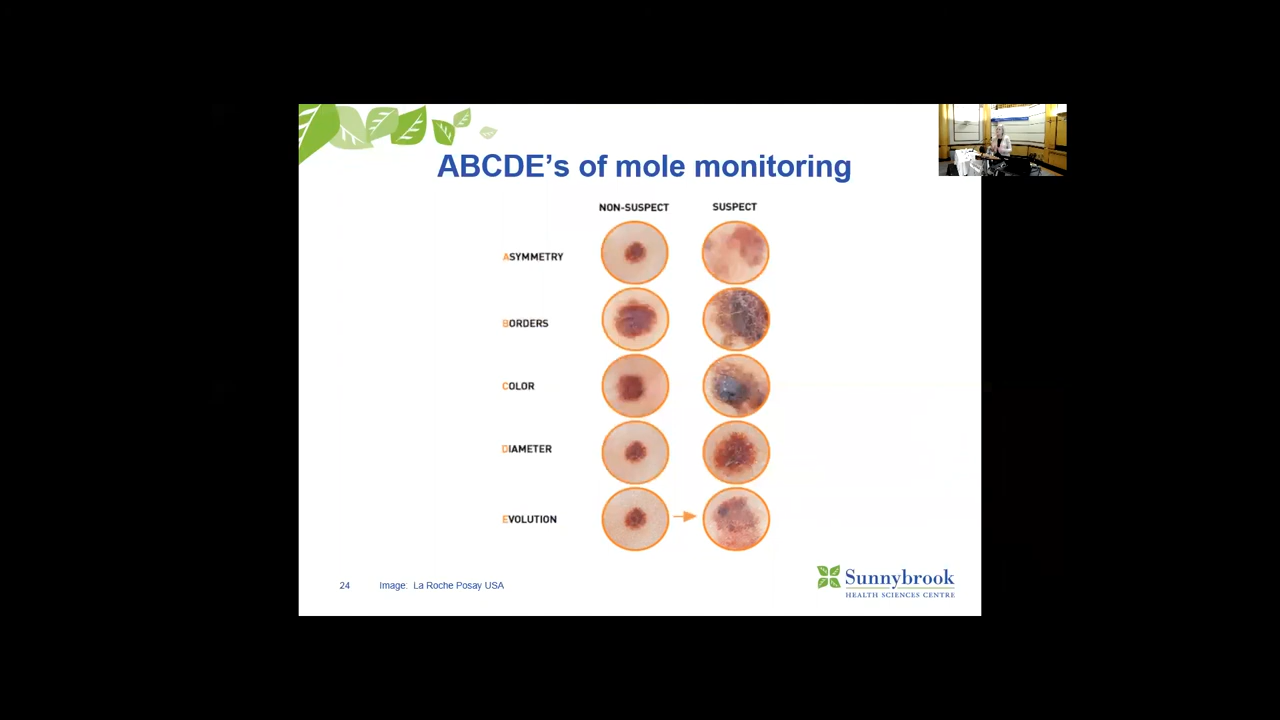 ABCDE's of mole monitoring
NON-SUSPECT SUSPECT
ASYMMETRY
BORDERS
COLOR
DIAMETER
EVOLUTION
24 Image: La Roche Posay USA
Sunnybrook
HEALTH SCIENCES CENTRE